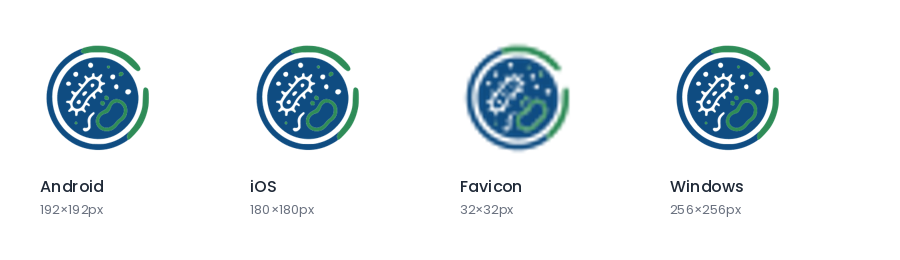 Android
192×192px
iOS
180×180px
Favicon
32×32px
Windows
256×256px